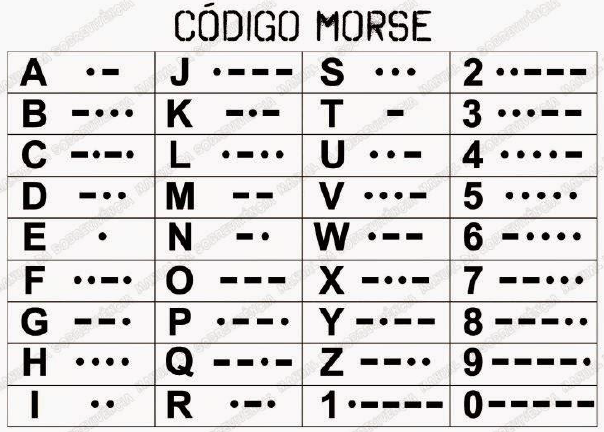 CÓDIGO MORSE
A •– J •––– S ••• 2 ••–––
B –••• K –•– T – 3 •••––
C –•–• L •–•• U ••– 4 ••••–
D –•• M –– V •••– 5 •••••
E • N –• W •–– 6 –••••
F ••–• O ––– X –••– 7 ––•••
G ––• P •––• Y –•–– 8 –––••
H •••• Q ––•– Z ––•• 9 ––––•
I •• R •–• 1 •–––– 0 –––––